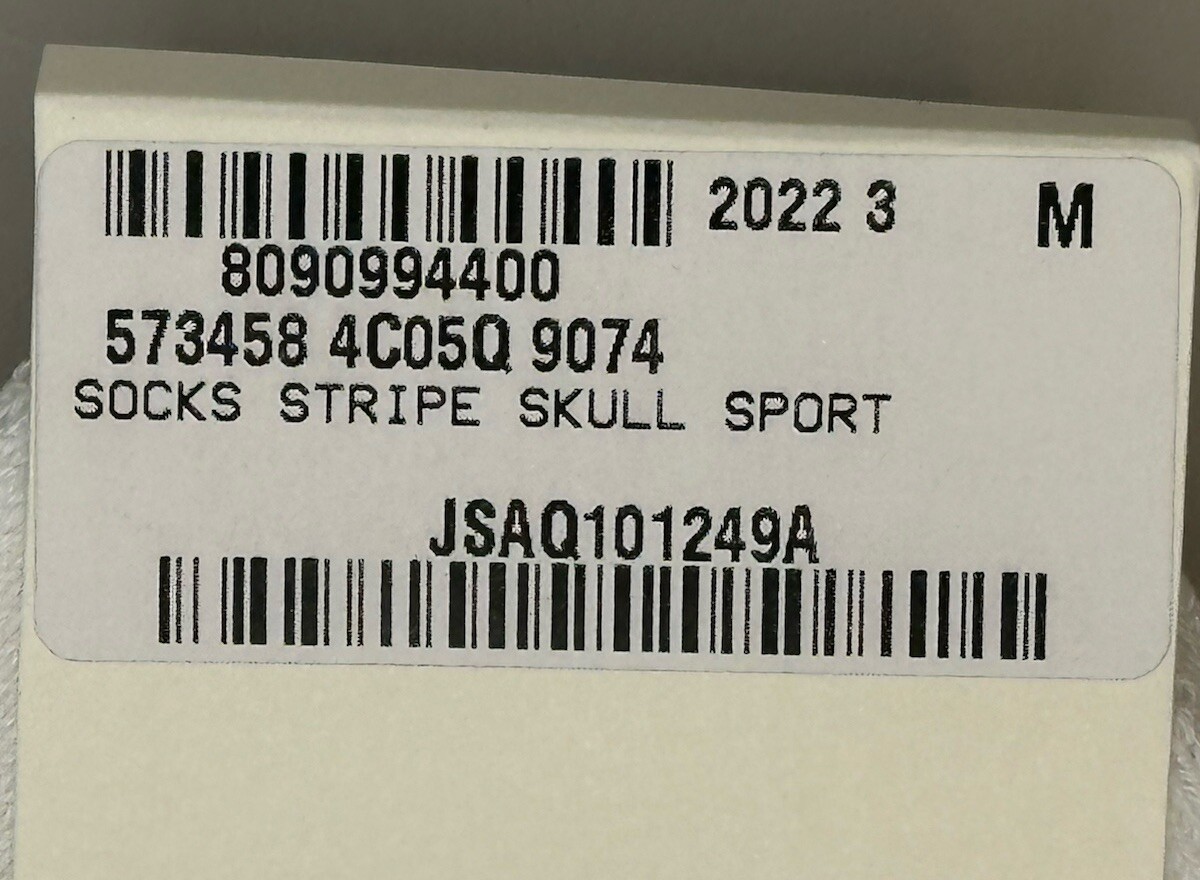 2022 3 M
8090994400
573458 4C05Q 9074
SOCKS STRIPE SKULL SPORT
JSAQ101249A